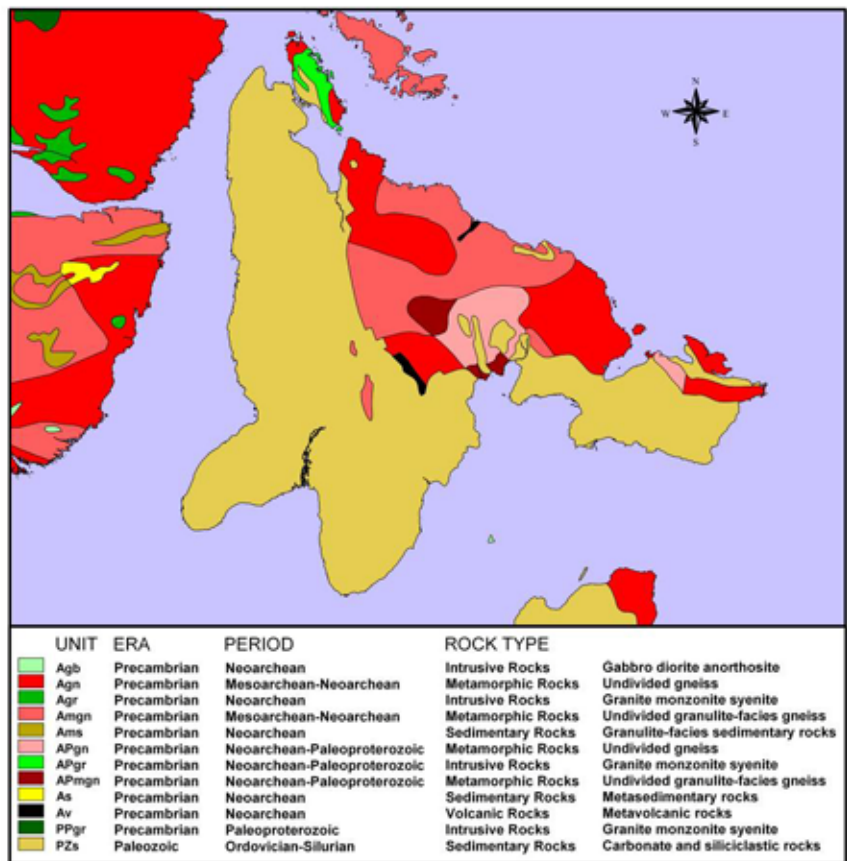 N
W E
S
UNIT ERA PERIOD ROCK TYPE
Agb Precambrian Neoarchean Intrusive Rocks Gabbro diorite anorthosite
Agn Precambrian Mesoarchean-Neoarchean Metamorphic Rocks Undivided gneiss
Agr Precambrian Neoarchean Intrusive Rocks Granite monzonite syenite
Amgn Precambrian Mesoarchean-Neoarchean Metamorphic Rocks Undivided granulite-facies gneiss
Ams Precambrian Neoarchean Sedimentary Rocks Granulite-facies sedimentary rocks
APgn Precambrian Neoarchean-Paleoproterozoic Metamorphic Rocks Undivided gneiss
APgr Precambrian Neoarchean-Paleoproterozoic Intrusive Rocks Granite monzonite syenite
APmgn Precambrian Neoarchean-Paleoproterozoic Metamorphic Rocks Undivided granulite-facies gneiss
As Precambrian Neoarchean Sedimentary Rocks Metasedimentary rocks
Av Precambrian Neoarchean Volcanic Rocks Metavolcanic rocks
PPgr Precambrian Paleoproterozoic Intrusive Rocks Granite monzonite syenite
PZs Paleozoic Ordovician-Silurian Sedimentary Rocks Carbonate and siliciclastic rocks